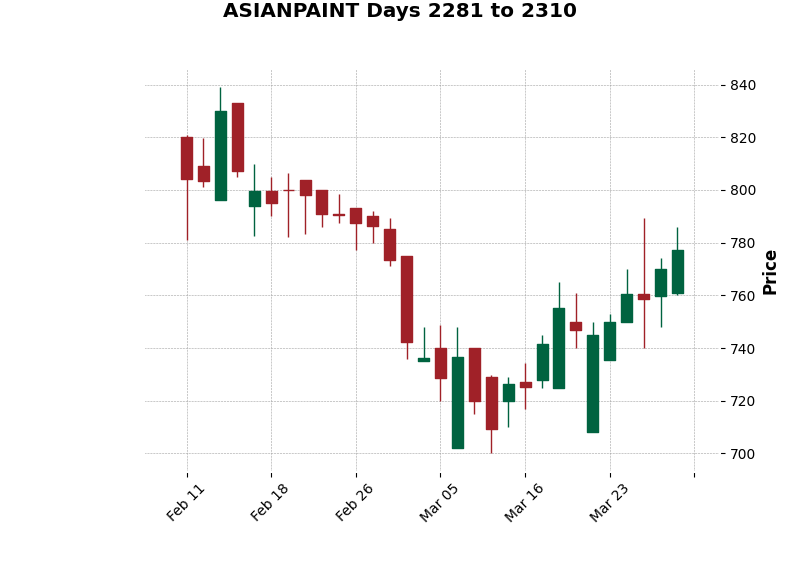 ASIANPAINT Days 2281 to 2310
840
820
800
780
760
740
720
700
Price
Feb 11
Feb 18
Feb 26
Mar 05
Mar 16
Mar 23